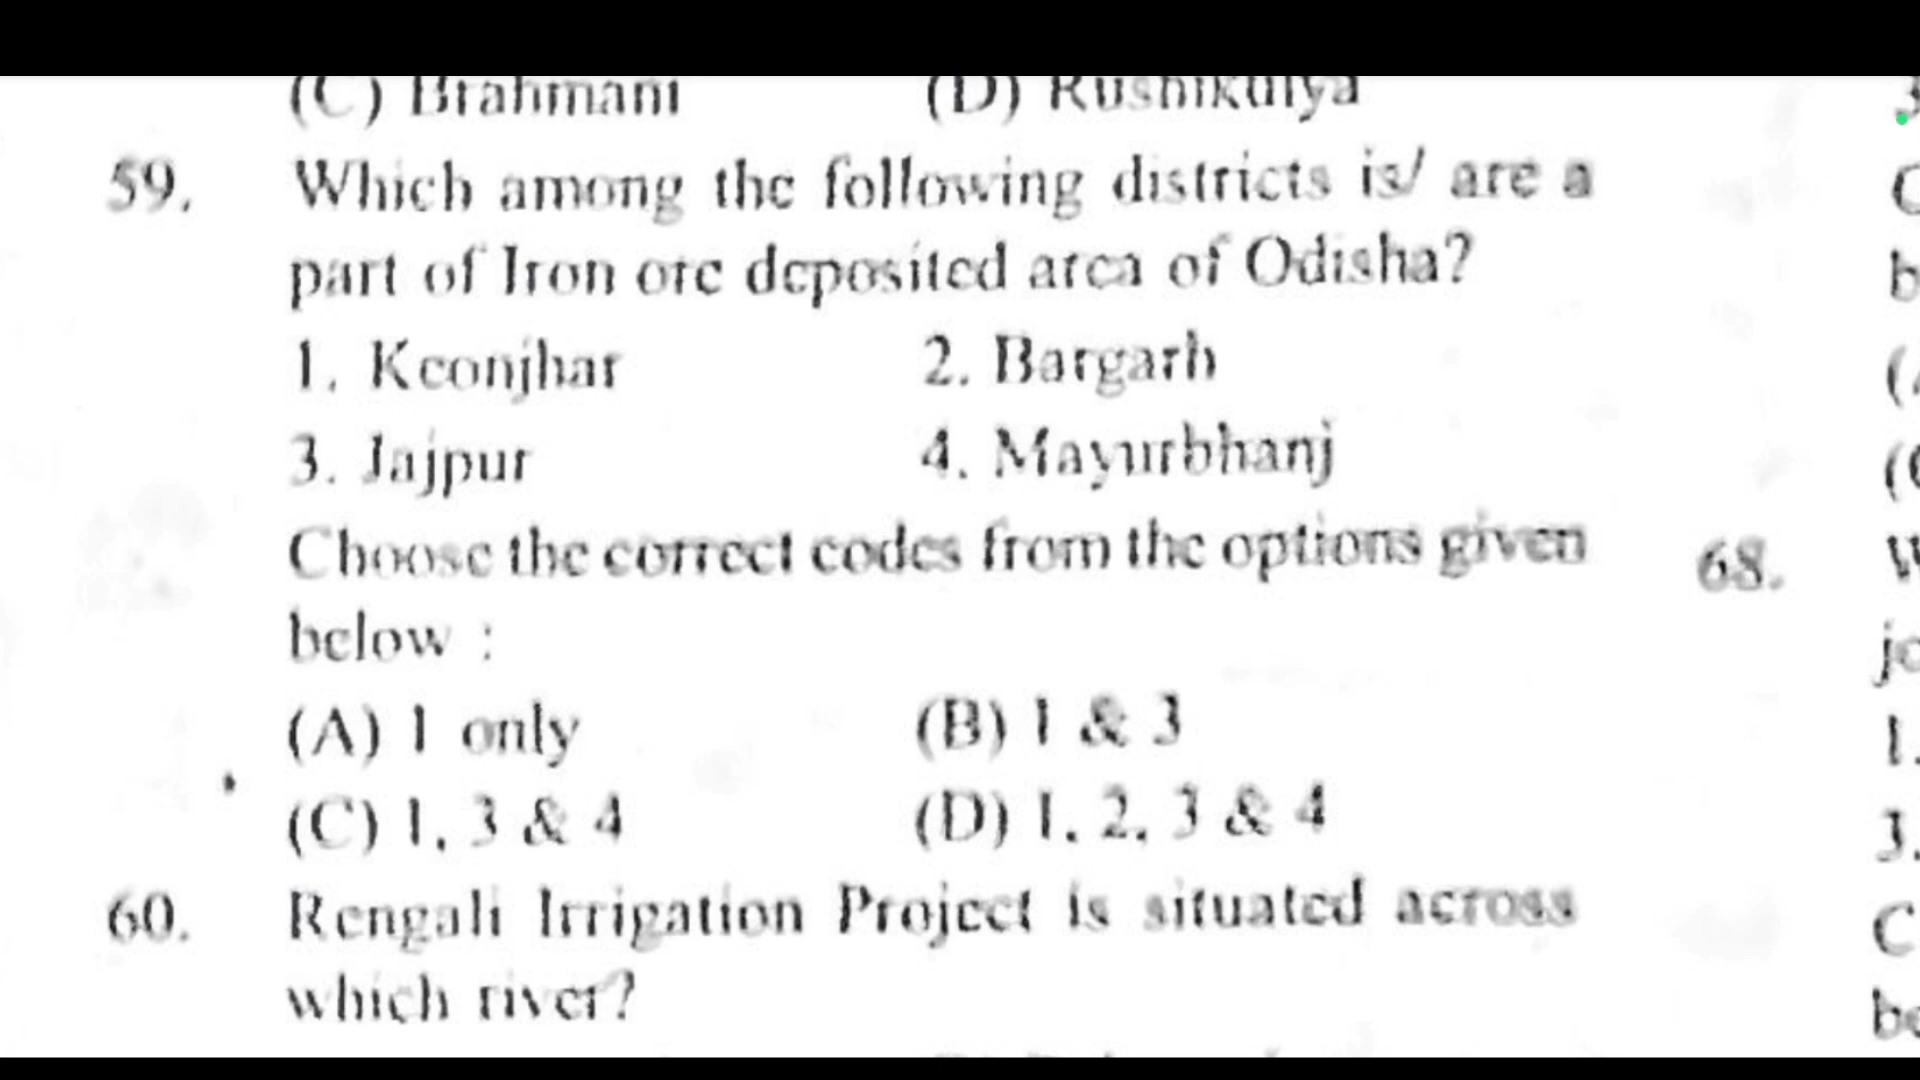 (C) Brahmani (D) Rushikulya
59. Which among the following districts is/ are a
part of Iron ore deposited area of Odisha?
1. Keonjhar 2. Bargarh
3. Jajpur 4. Mayurbhanj
Choose the correct codes from the options given
below :
(A) 1 only (B) 1 & 3
(C) 1, 3 & 4 (D) 1, 2, 3 & 4
60. Rengali Irrigation Project is situated across
which river?
68.